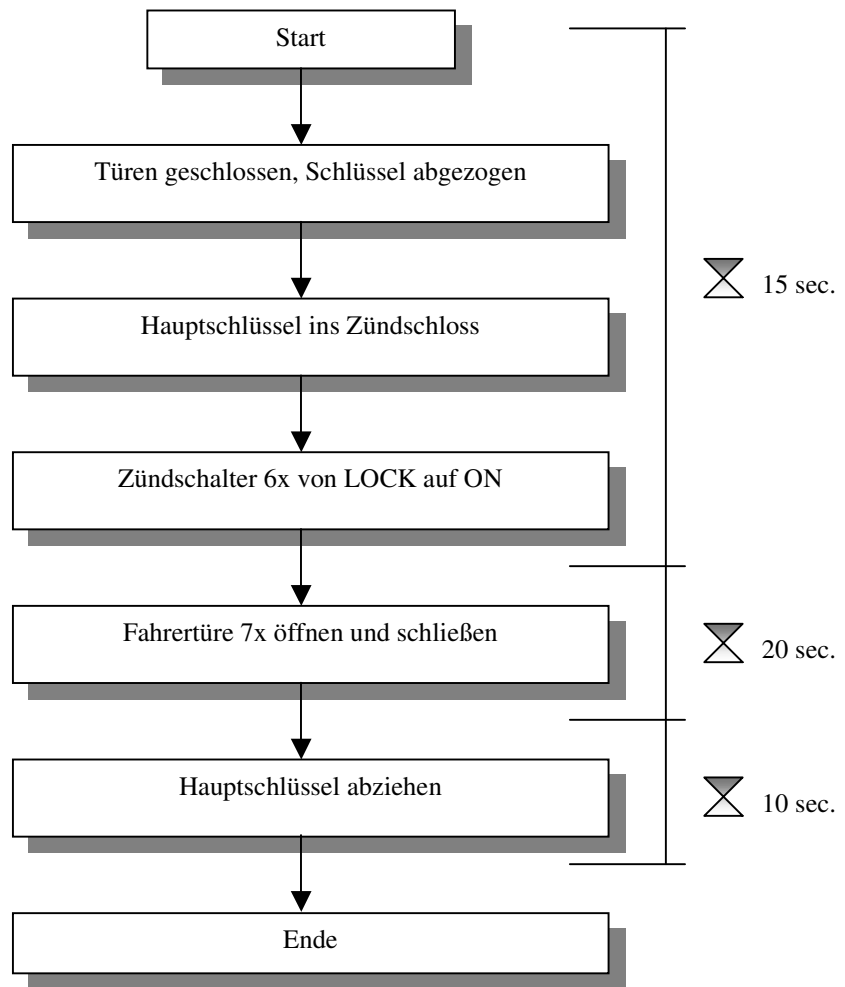 Start
Türen geschlossen, Schlüssel abgezogen
15 sec.
Hauptschlüssel ins Zündschloss
Zündschalter 6x von LOCK auf ON
Fahrertüre 7x öffnen und schließen
20 sec.
Hauptschlüssel abziehen
10 sec.
Ende